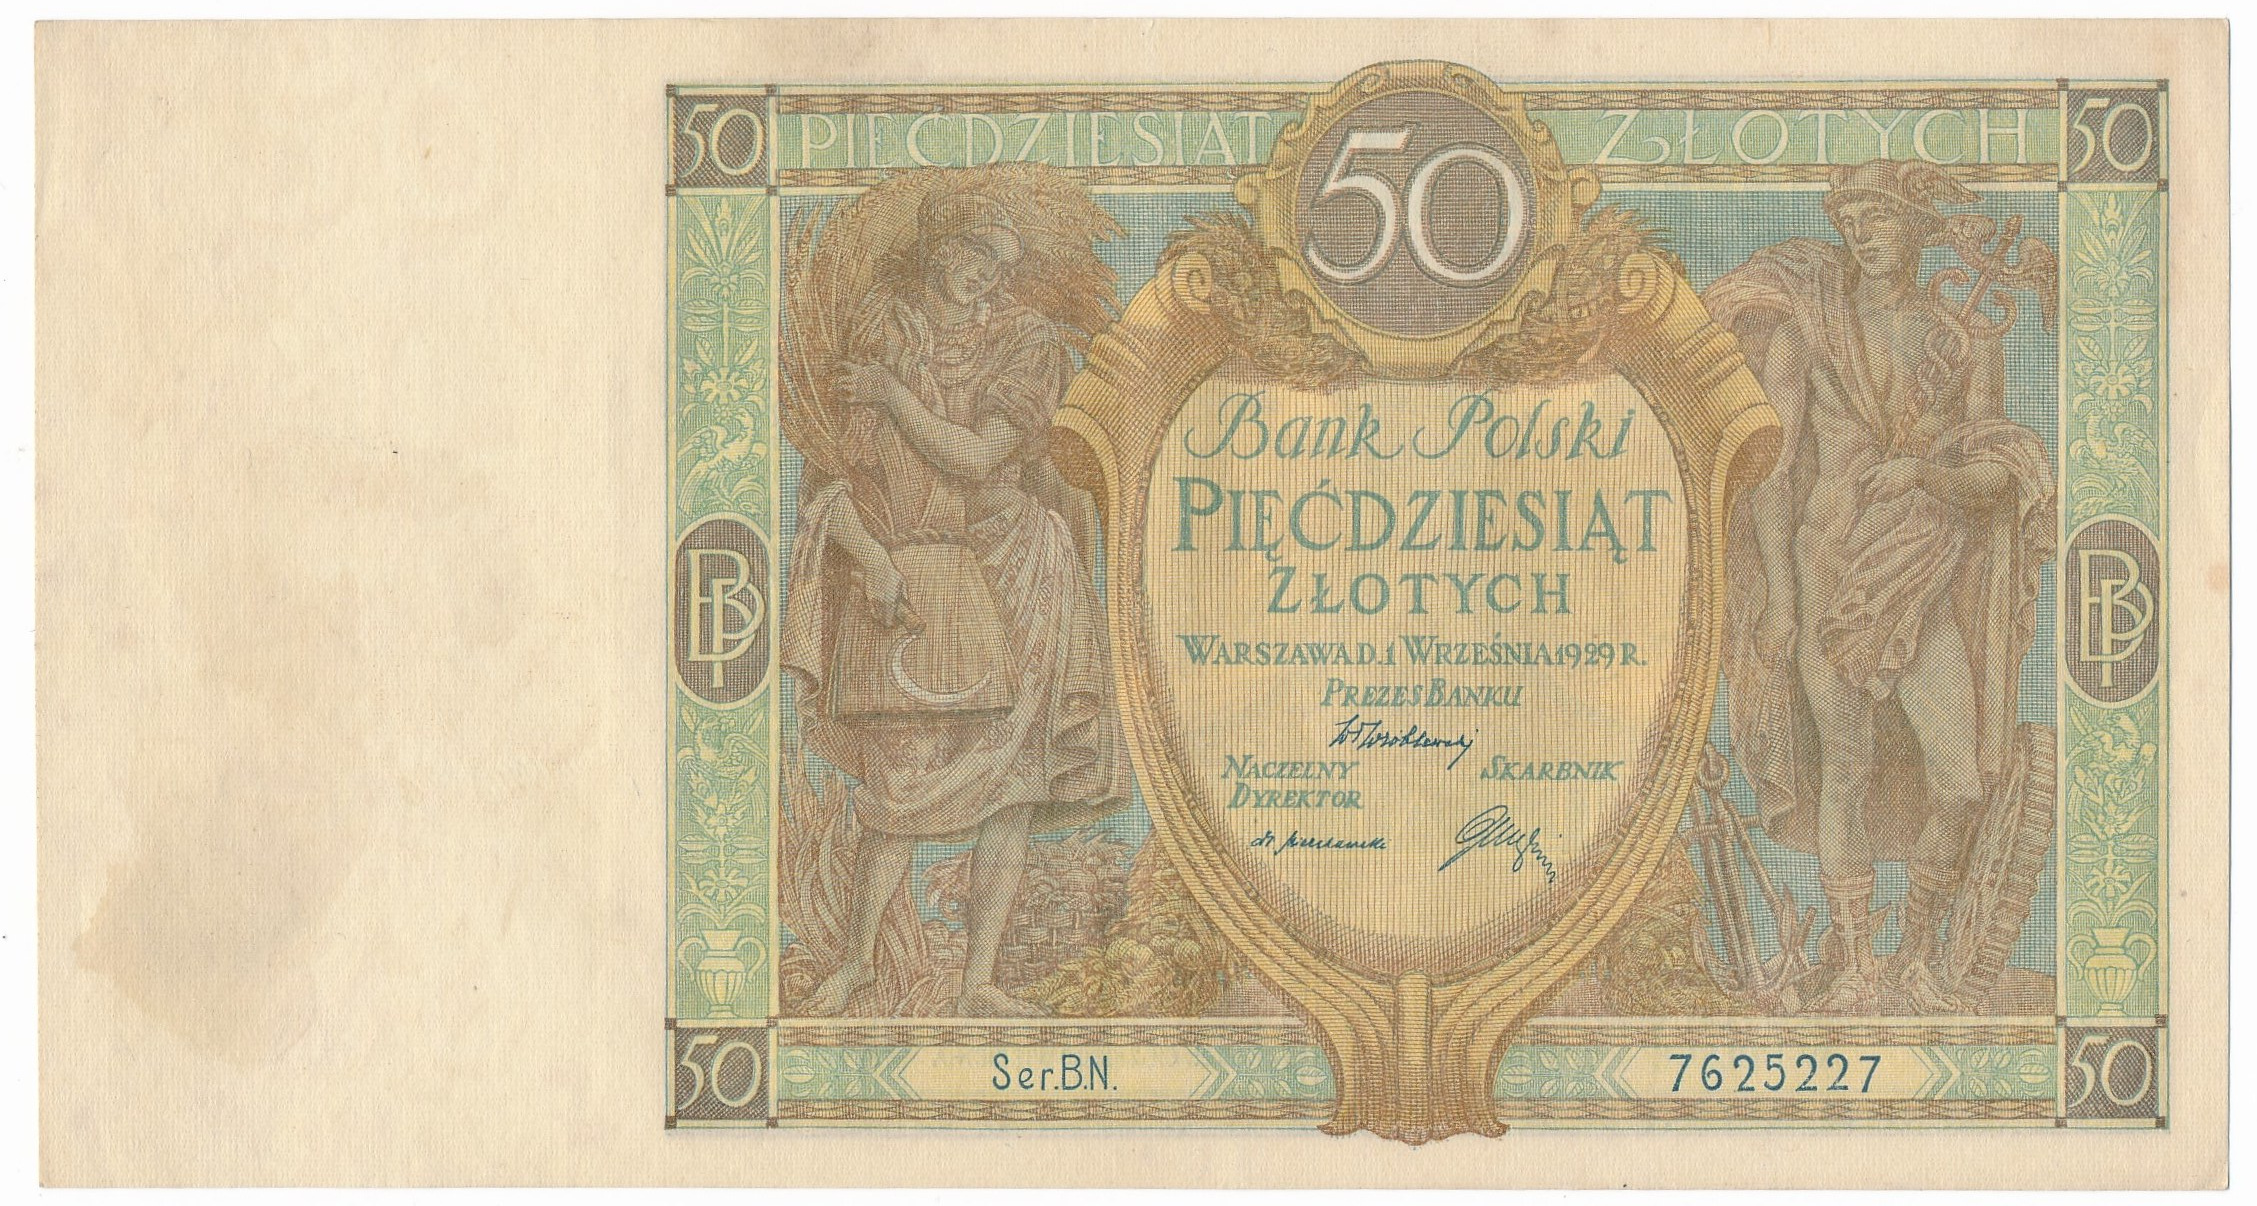 50 PIĘĆDZIESIĄT 50 ZŁOTYCH 50
Bank Polski
PIĘĆDZIESIĄT
ZŁOTYCH
WARSZAWA D. 1 WRZEŚNIA 1929 R.
PREZES BANKU
NACZELNY SKARBNIK
DYREKTOR
BP BP
50 Ser.B.N. 7625227 50